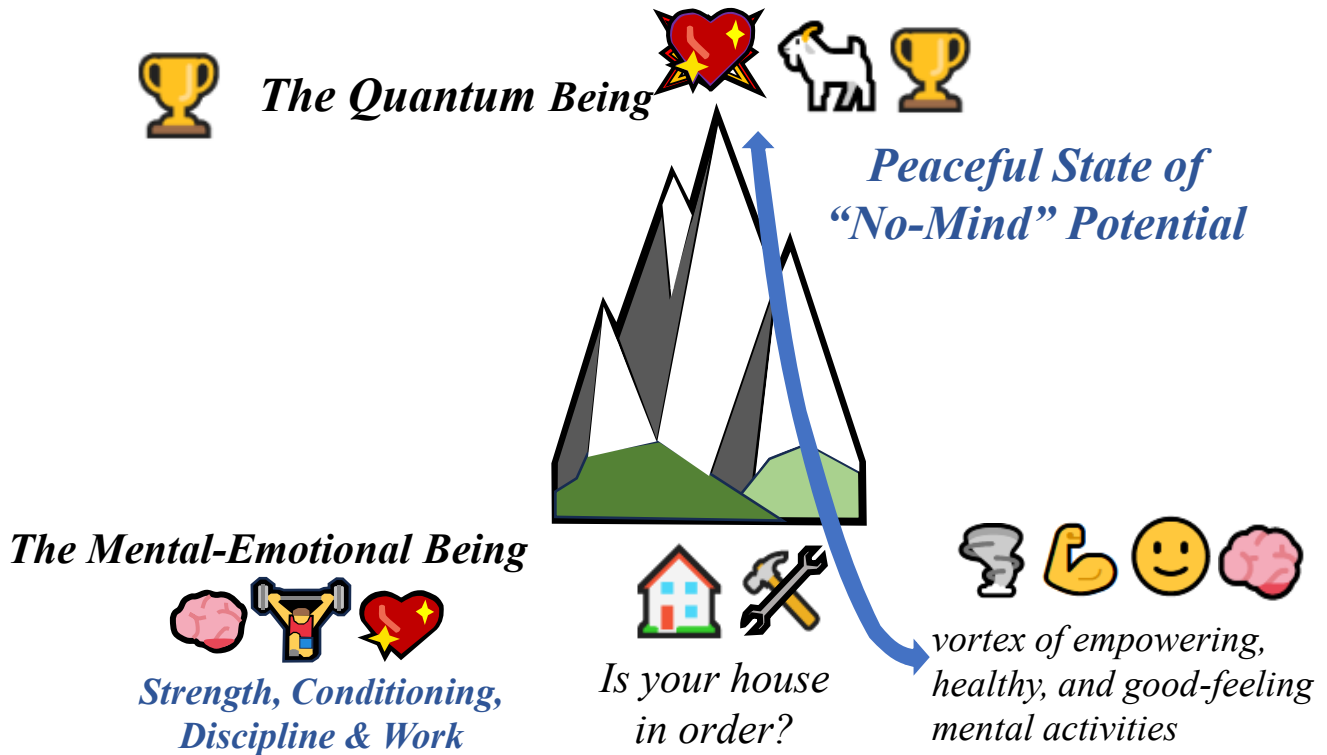 The Quantum Being
Peaceful State of
“No-Mind” Potential
The Mental-Emotional Being
Strength, Conditioning,
Discipline & Work
Is your house
in order?
vortex of empowering,
healthy, and good-feeling
mental activities